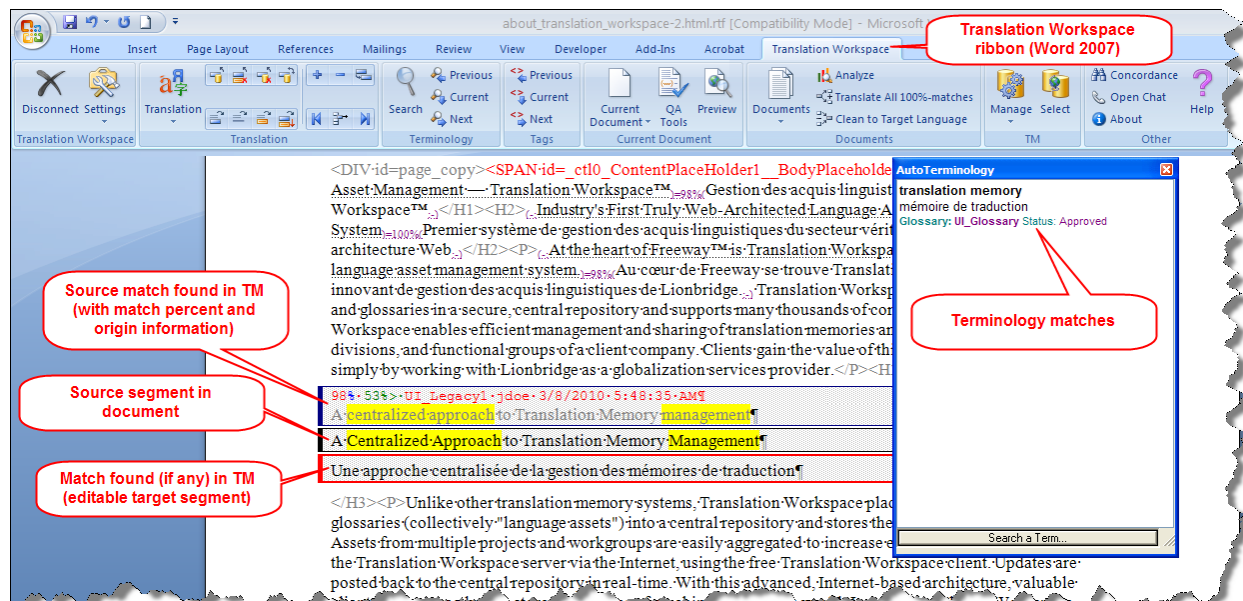 about_translation_workspace-2.html.rtf [Compatibility Mode] - Microsoft
Home Insert Page Layout References Mailings Review View Developer Add-Ins Acrobat Translation Workspace
Translation Workspace
ribbon (Word 2007)
Disconnect Settings
Translation Workspace
Translation
Translation
Search
Previous
Current
Next
Terminology
Previous
Current
Next
Tags
Current
Document
QA
Tools
Preview
Current Document
Documents
Analyze
Translate All 100%-matches
Clean to Target Language
Documents
Manage Select
TM
Concordance
Open Chat
About
Help
Other
<DIV·id=page_copy><SPAN·id=_ctl0_ContentPlaceHolder1__BodyPlaceholde
Asset·Management·—·Translation·Workspace™}=98%{Gestion·des·acquis·linguist
Workspace™:-)</H1><H2>(-Industry's·First·Truly·Web-Architected·Language·A
System}=100%{Premier·système·de·gestion·des·acquis·linguistiques·du·secteur·vérit
architecture·Web.:-)</H2><P>(-At·the·heart·of·Freeway™·is·Translation·Workspa
language·asset·management·system.}=98%{Au·cœur·de·Freeway·se·trouve·Translat
innovant·de·gestion·des·acquis·linguistiques·de·Lionbridge.:-)·Translation·Worksp
and·glossaries·in·a·secure,·central·repository·and·supports·many·thousands·of·con
Workspace·enables·efficient·management·and·sharing·of·translation·memories·an
divisions,·and·functional·groups·of·a·client·company.·Clients·gain·the·value·of·th
simply·by·working·with·Lionbridge·as·a·globalization·services·provider.</P><H
98%·53%>·UI_Legacy1·jdoe·3/8/2010·5:48:35·AM¶
A·centralized·approach·to·Translation·Memory·management¶
A·Centralized·Approach·to·Translation·Memory·Management¶
Une·approche·centralisée·de·la·gestion·des·mémoires·de·traduction¶
</H3><P>Unlike·other·translation·memory·systems,·Translation·Workspace·plac
glossaries·(collectively·"language·assets")·into·a·central·repository·and·stores·the
Assets·from·multiple·projects·and·workgroups·are·easily·aggregated·to·increase·e
the·Translation·Workspace·server·via·the·Internet,·using·the·free·Translation·Workspace·client.·Updates·are·
posted·back·to·the·central·repository·in·real-time.·With·this·advanced,·Internet-based·architecture,·valuable·
Source match found in TM
(with match percent and
origin information)
Source segment in
document
Match found (if any) in TM
(editable target segment)
AutoTerminology
translation memory
mémoire de traduction
Glossary: UI_Glossary Status: Approved
Terminology matches
Search a Term...